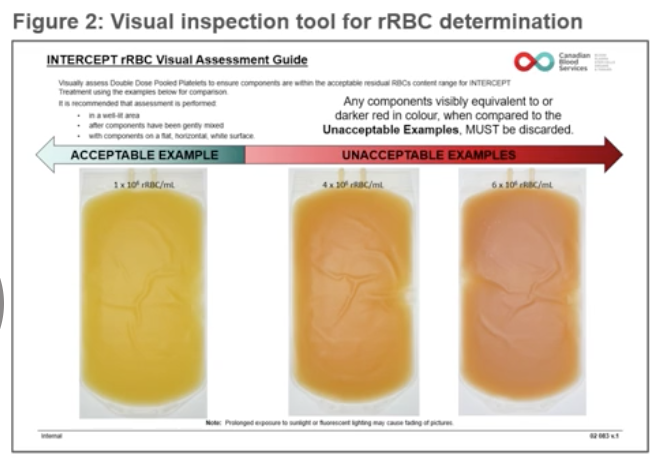 Figure 2: Visual inspection tool for rRBC determination
INTERCEPT rRBC Visual Assessment Guide
Canadian
Blood
Services
Visually assess Double Dose Pooled Platelets to ensure components are within the acceptable residual RBCs content range for INTERCEPT
Treatment using the examples below for comparison.
It is recommended that assessment is performed:
• in a well-lit area
• after components have been gently mixed
• with components on a flat, horizontal, white surface.
Any components visibly equivalent to or
darker red in colour, when compared to the
Unacceptable Examples, MUST be discarded.
ACCEPTABLE EXAMPLE
UNACCEPTABLE EXAMPLES
1 x 10⁶ rRBC/mL
4 x 10⁶ rRBC/mL
6 x 10⁶ rRBC/mL
Note: Prolonged exposure to sunlight or fluorescent lighting may cause fading of pictures.
Internal
02 083 v.1